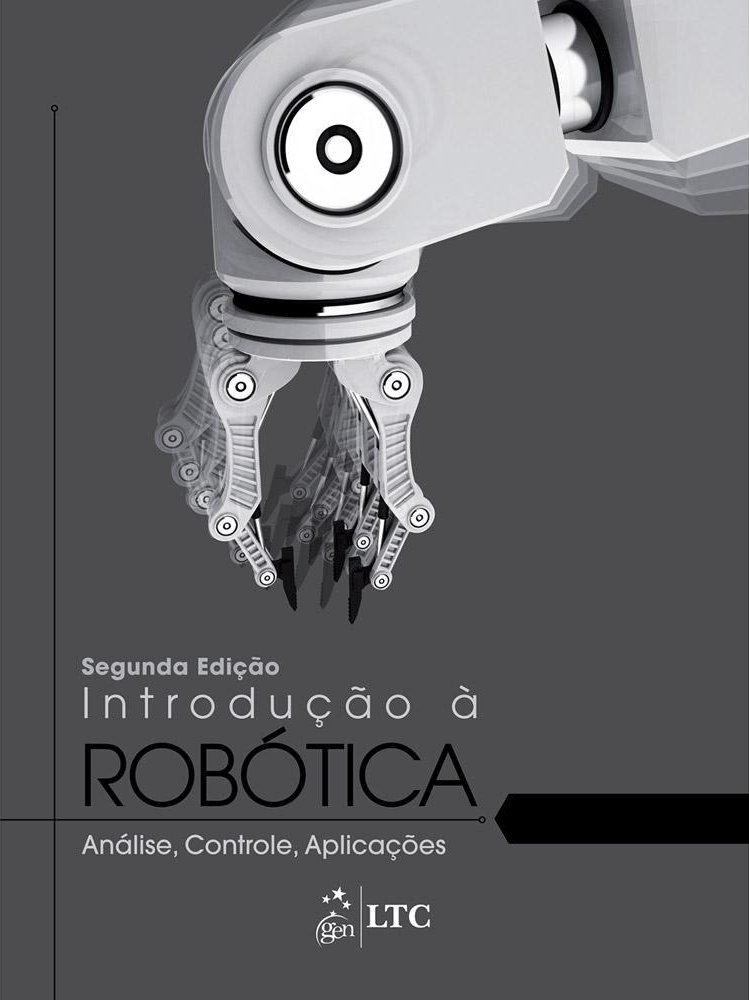 Segunda Edição
Introdução à
ROBÓTICA
Análise, Controle, Aplicações
gen
LTC